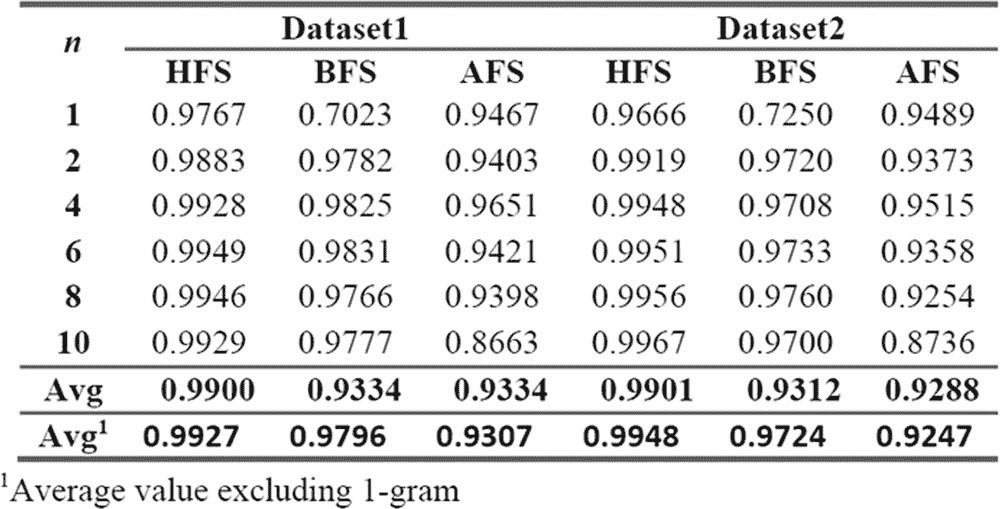 n Dataset1 Dataset2
HFS BFS AFS HFS BFS AFS
1 0.9767 0.7023 0.9467 0.9666 0.7250 0.9489
2 0.9883 0.9782 0.9403 0.9919 0.9720 0.9373
4 0.9928 0.9825 0.9651 0.9948 0.9708 0.9515
6 0.9949 0.9831 0.9421 0.9951 0.9733 0.9358
8 0.9946 0.9766 0.9398 0.9956 0.9760 0.9254
10 0.9929 0.9777 0.8663 0.9967 0.9700 0.8736
Avg 0.9900 0.9334 0.9334 0.9901 0.9312 0.9288
Avg¹ 0.9927 0.9796 0.9307 0.9948 0.9724 0.9247
¹Average value excluding 1-gram